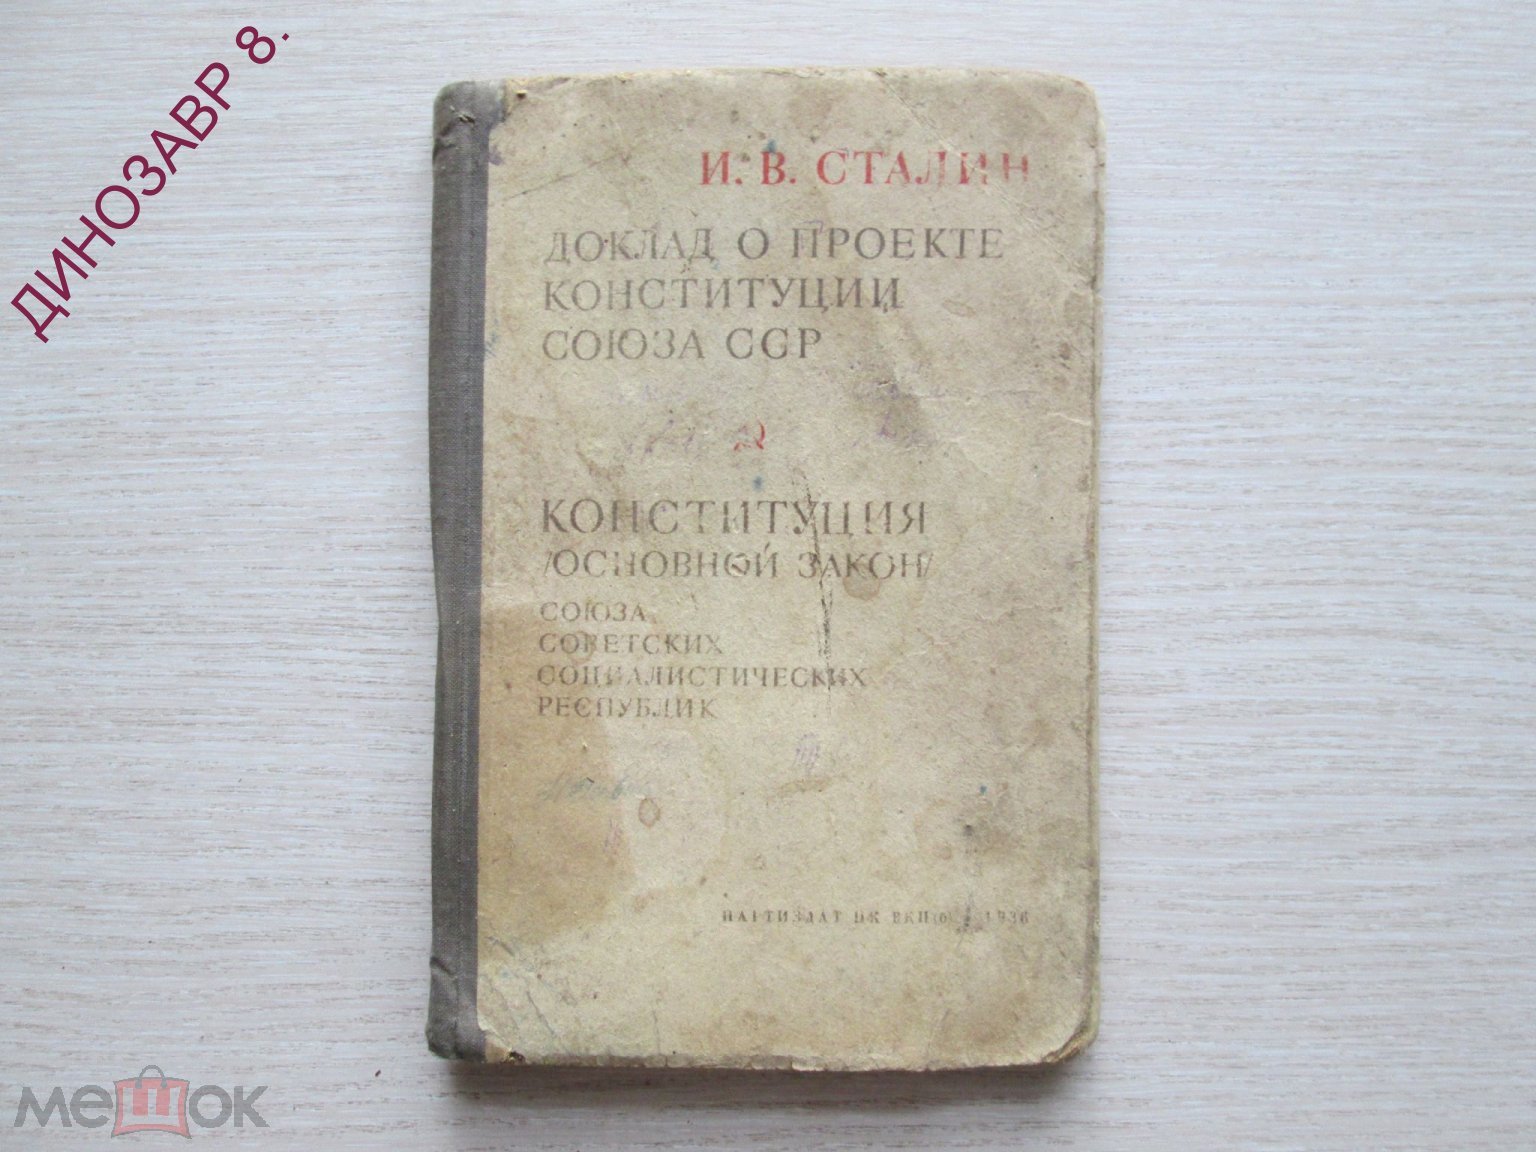 ДИНОЗАВР 8.
И. В. СТАЛИН
ДОКЛАД О ПРОЕКТЕ
КОНСТИТУЦИИ
СОЮЗА ССР
КОНСТИТУЦИЯ
/ОСНОВНОЙ ЗАКОН/
СОЮЗА
СОВЕТСКИХ
СОЦИАЛИСТИЧЕСКИХ
РЕСПУБЛИК
ПАРТИЗДАТ ЦК ВКП(б) 1936
мешок